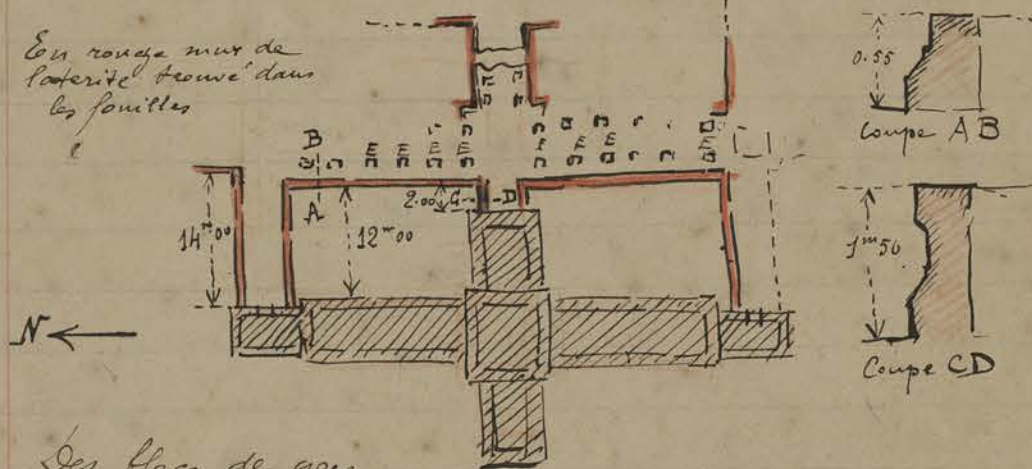 En rouge mur de
laterite trouvé dans
les fouilles
B
A
14ᵐ00
12ᵐ00
2.00
C
D
N
0.55
Coupe AB
1ᵐ50
Coupe CD
Des blocs de gres